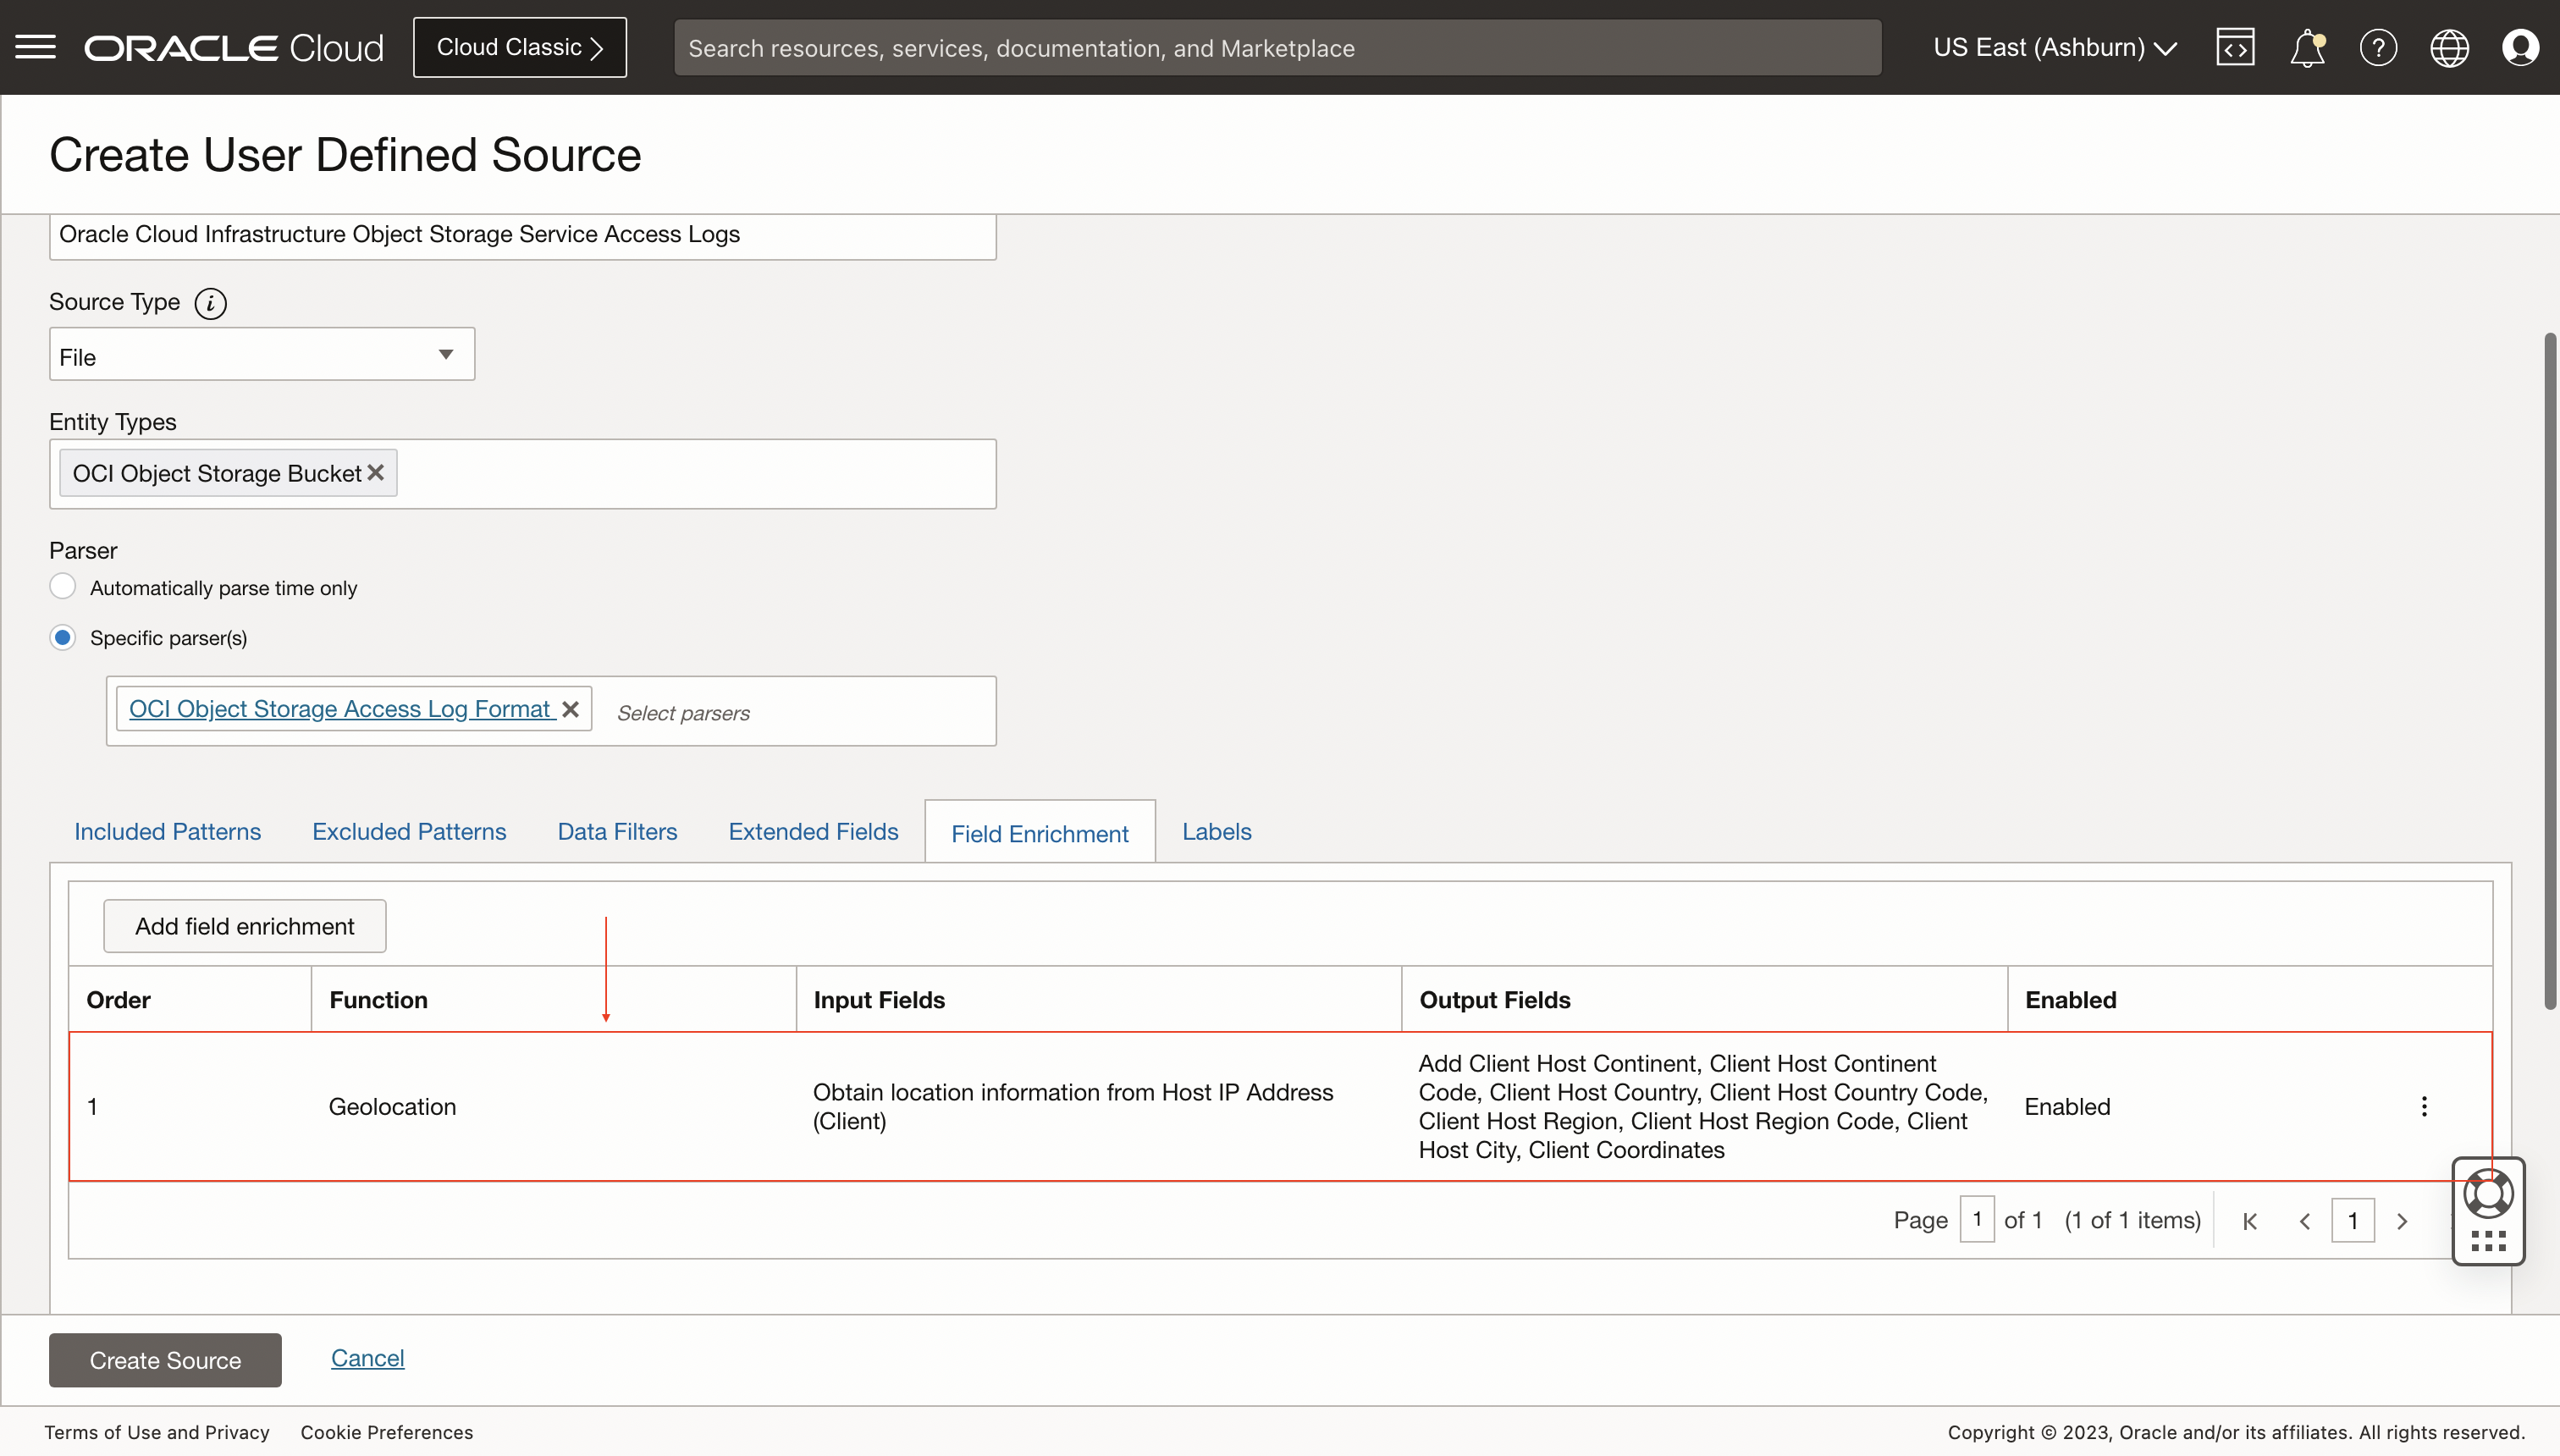 ORACLE Cloud
Cloud Classic
Search resources, services, documentation, and Marketplace
US East (Ashburn)
Create User Defined Source
Oracle Cloud Infrastructure Object Storage Service Access Logs
Source Type
File
Entity Types
OCI Object Storage Bucket
Parser
Automatically parse time only
Specific parser(s)
OCI Object Storage Access Log Format
Select parsers
Included Patterns
Excluded Patterns
Data Filters
Extended Fields
Field Enrichment
Labels
Add field enrichment
Order
Function
Input Fields
Output Fields
Enabled
1
Geolocation
Obtain location information from Host IP Address
(Client)
Add Client Host Continent, Client Host Continent
Code, Client Host Country, Client Host Country Code,
Client Host Region, Client Host Region Code, Client
Host City, Client Coordinates
Enabled
Page 1 of 1 (1 of 1 items)
1
Create Source
Cancel
Terms of Use and Privacy
Cookie Preferences
Copyright © 2023, Oracle and/or its affiliates. All rights reserved.